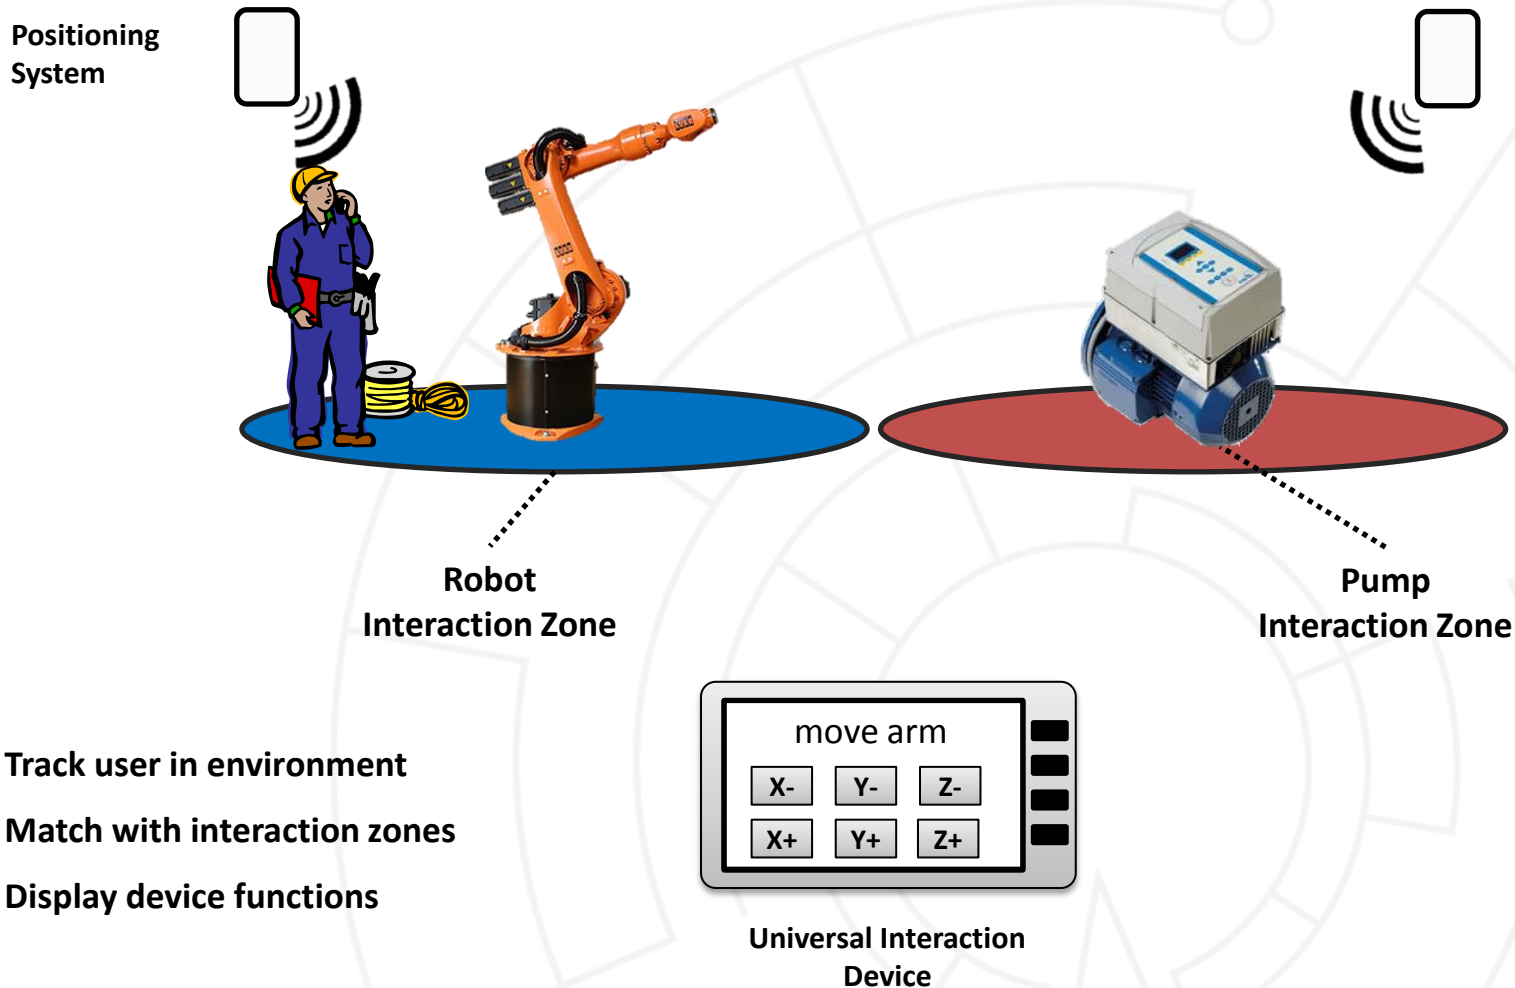 Positioning
System
Robot
Interaction Zone
Pump
Interaction Zone
move arm
X-
Y-
Z-
X+
Y+
Z+
Track user in environment
Match with interaction zones
Display device functions
Universal Interaction
Device